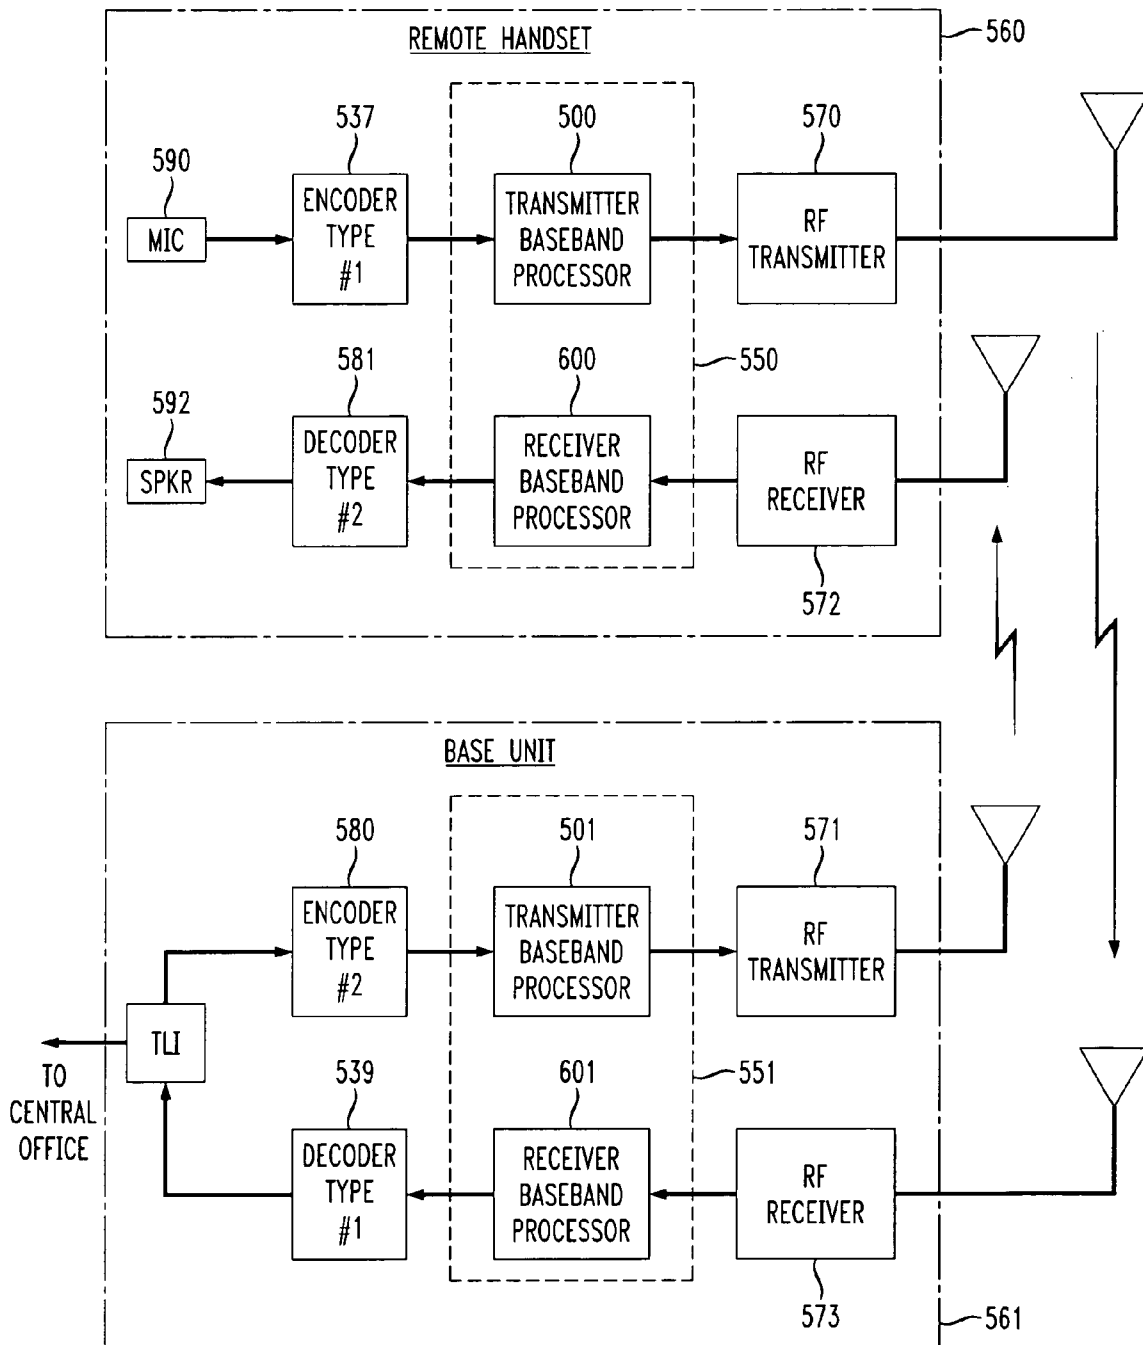 REMOTE HANDSET
560
537
500
570
590
MIC
ENCODER
TYPE
#1
TRANSMITTER
BASEBAND
PROCESSOR
RF
TRANSMITTER
581
600
550
592
SPKR
DECODER
TYPE
#2
RECEIVER
BASEBAND
PROCESSOR
RF
RECEIVER
572
BASE UNIT
580
501
571
ENCODER
TYPE
#2
TRANSMITTER
BASEBAND
PROCESSOR
RF
TRANSMITTER
TLI
TO
CENTRAL
OFFICE
539
601
551
DECODER
TYPE
#1
RECEIVER
BASEBAND
PROCESSOR
RF
RECEIVER
573
561